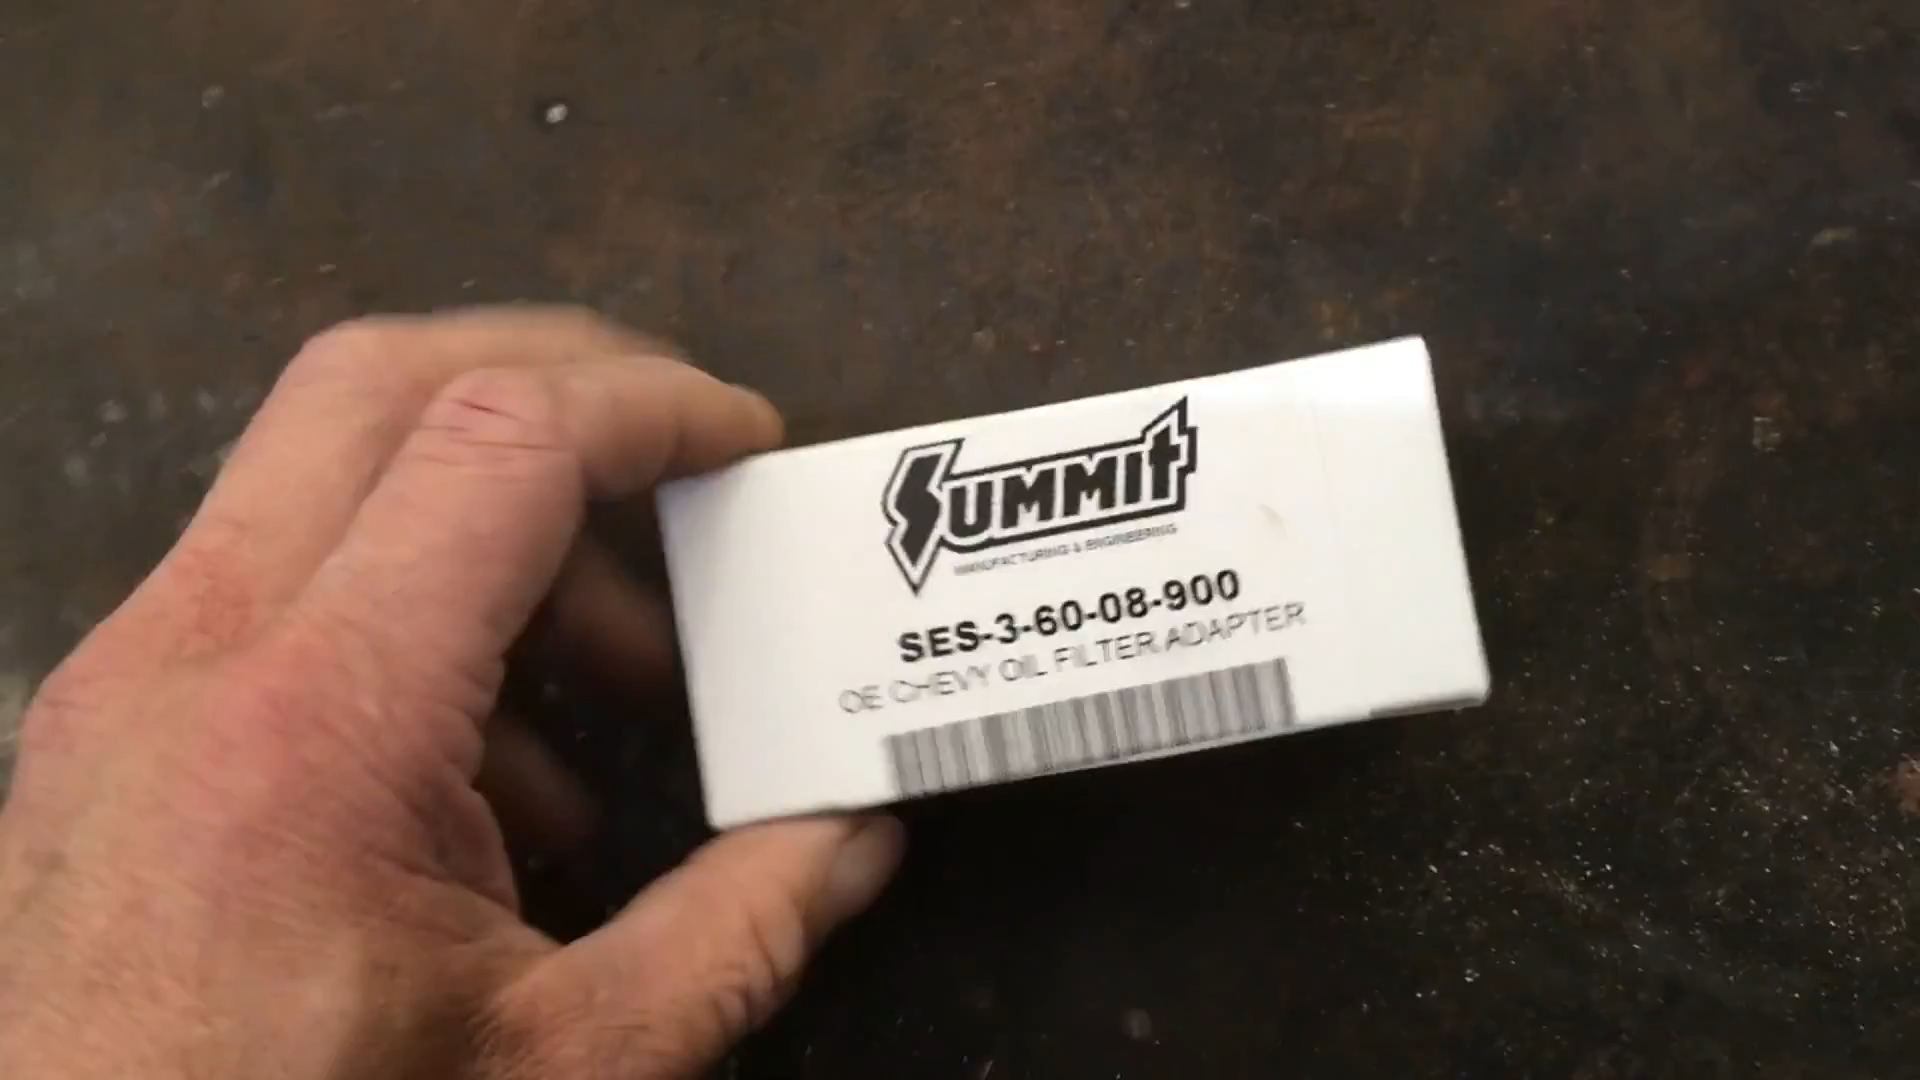 SUMMIT
MANUFACTURING & ENGINEERING
SES-3-60-08-900
OE CHEVY OIL FILTER ADAPTER